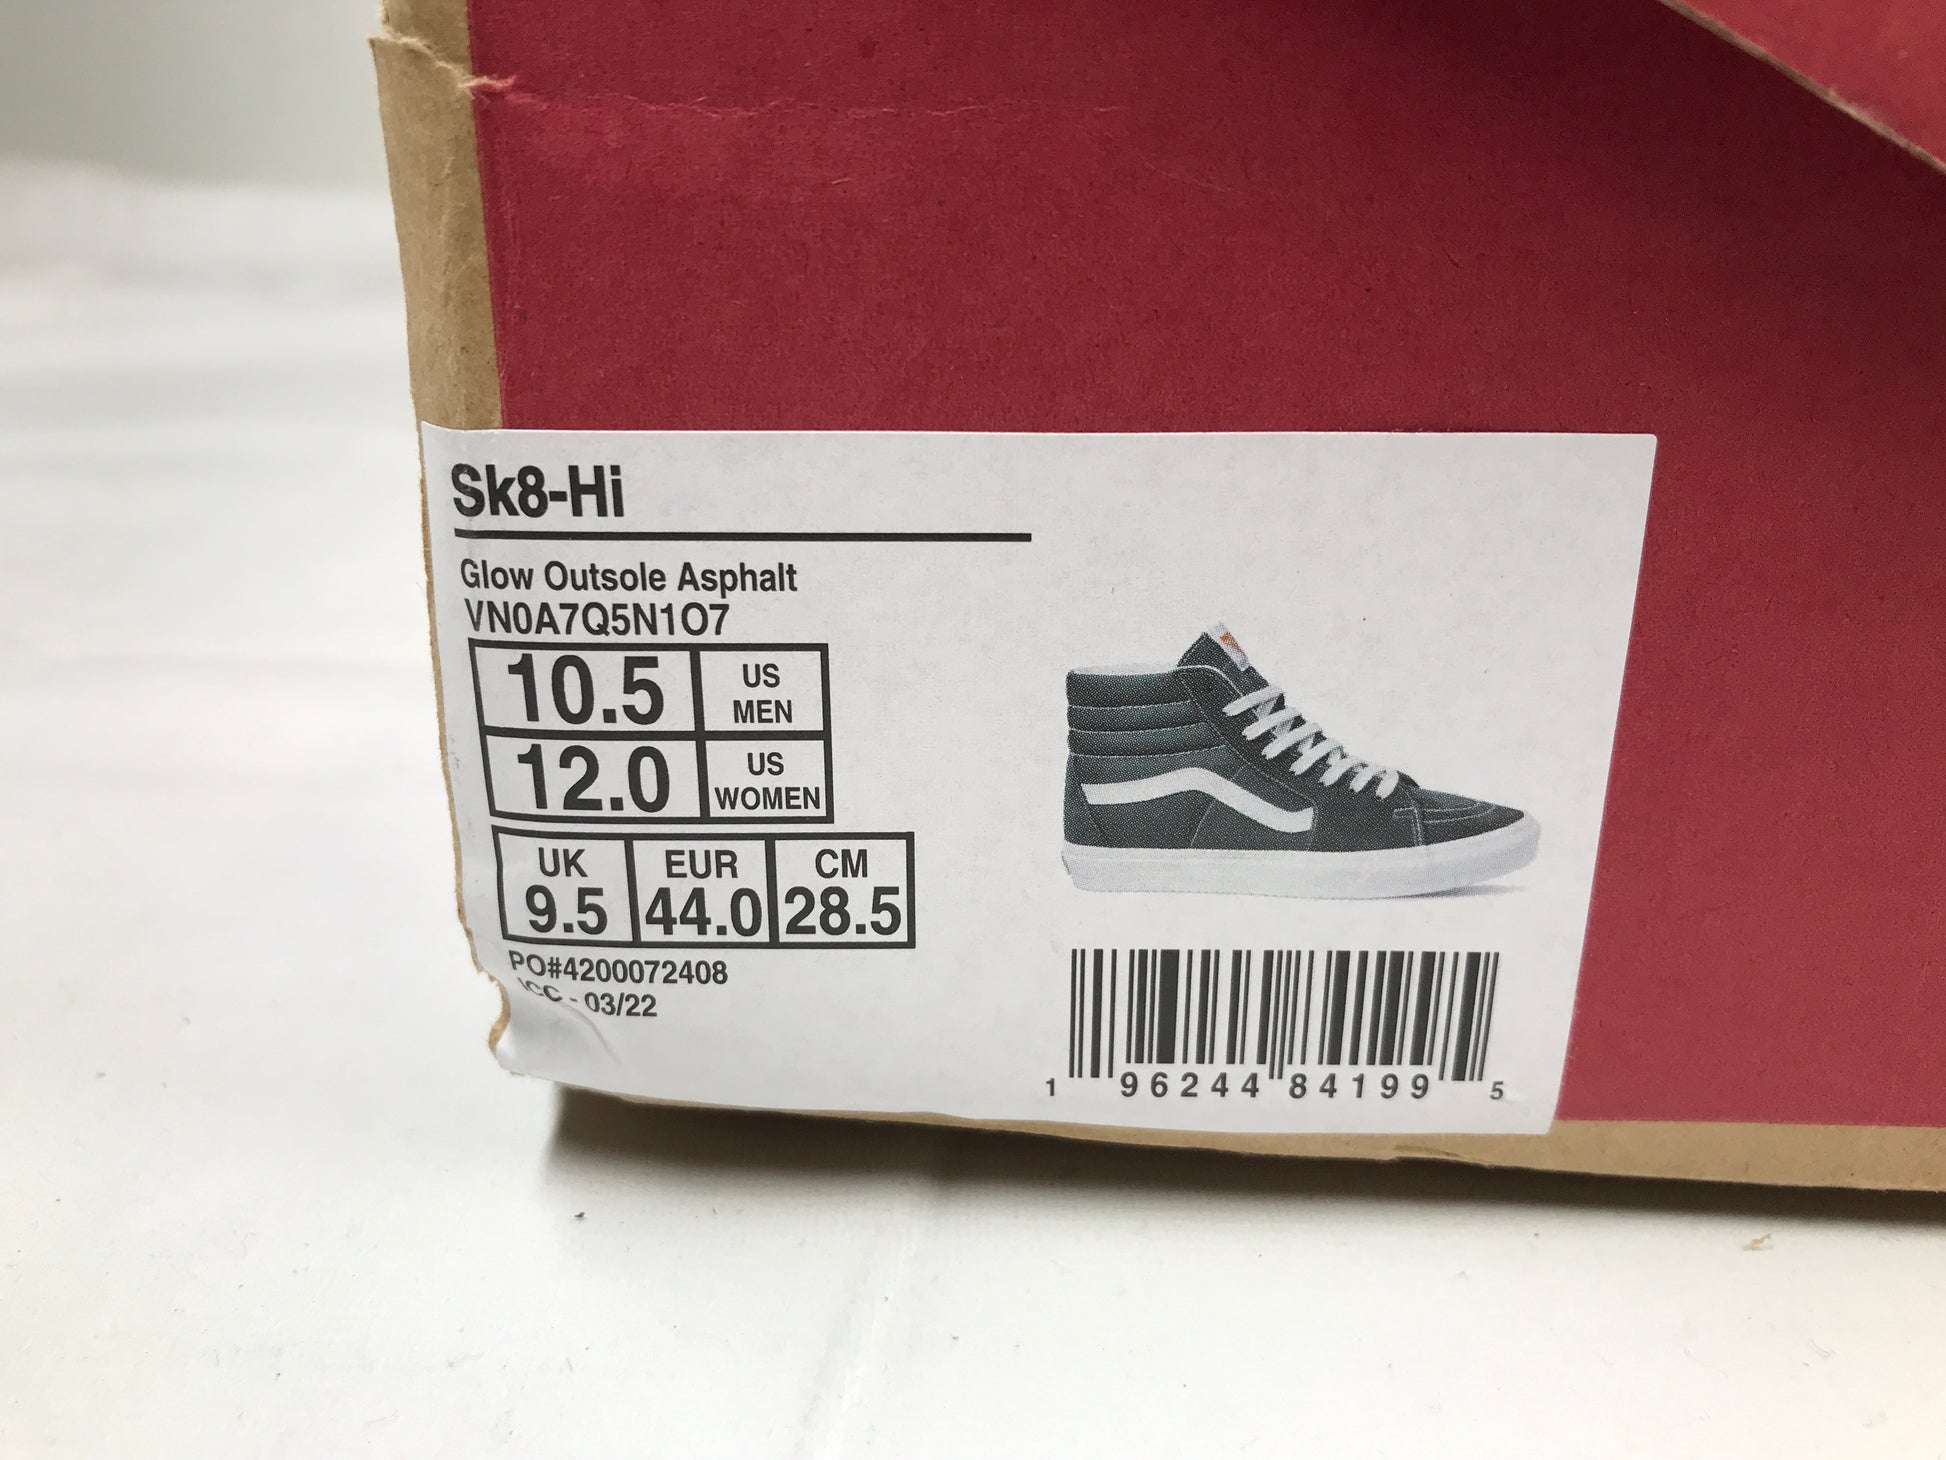 Sk8-Hi
Glow Outsole Asphalt
VN0A7Q5N1O7
10.5 US MEN
12.0 US WOMEN
UK EUR CM
9.5 44.0 28.5
PO#4200072408
ICC - 03/22
1 96244 84199 5